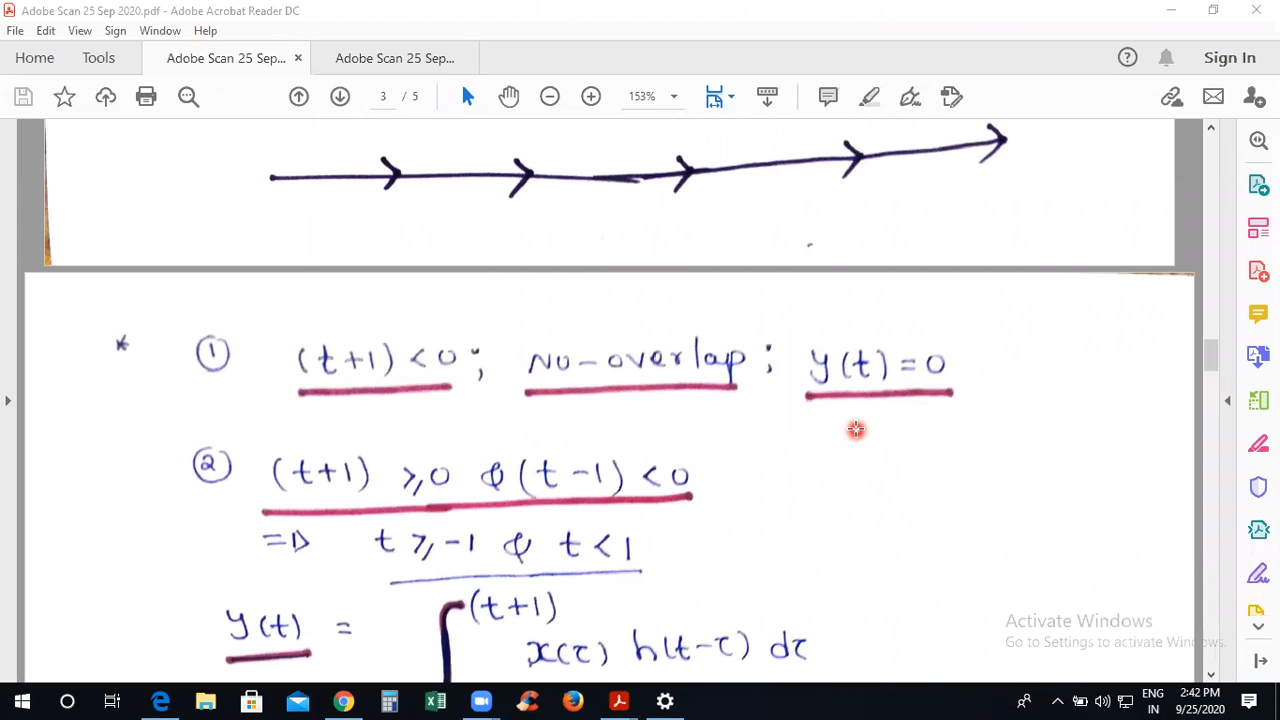 Adobe Scan 25 Sep 2020.pdf - Adobe Acrobat Reader DC
File Edit View Sign Window Help
Home Tools Adobe Scan 25 Sep... × Adobe Scan 25 Sep... Sign In
3 / 5 153%
* ① (t+1) < 0 ; No-overlap ; y(t) = 0
② (t+1) ≥ 0 & (t-1) < 0
=> t ≥ -1 & t < 1
y(t) = ∫ (t+1) x(τ) h(t-τ) dτ
Activate Windows
Go to Settings to activate Windows.
ENG 2:42 PM
IN 9/25/2020